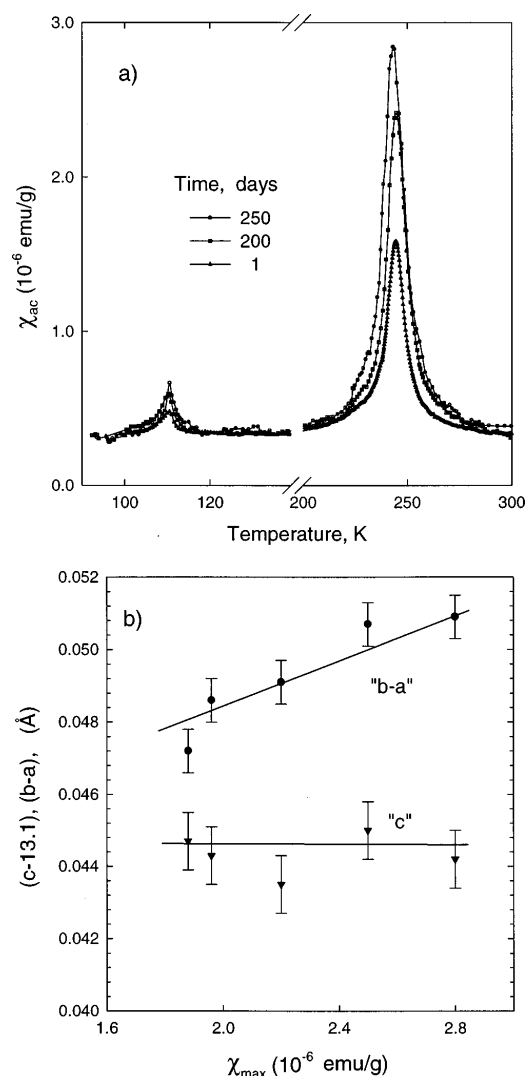 a)
3.0
2.0
1.0
0.0
χac (10-6 emu/g)
Time, days
250
200
1
100 120 200 250 300
Temperature, K
b)
0.052
0.050
0.048
0.046
0.044
0.042
0.040
(c-13.1), (b-a), (Å)
"b-a"
"c"
1.6 2.0 2.4 2.8
χmax (10-6 emu/g)